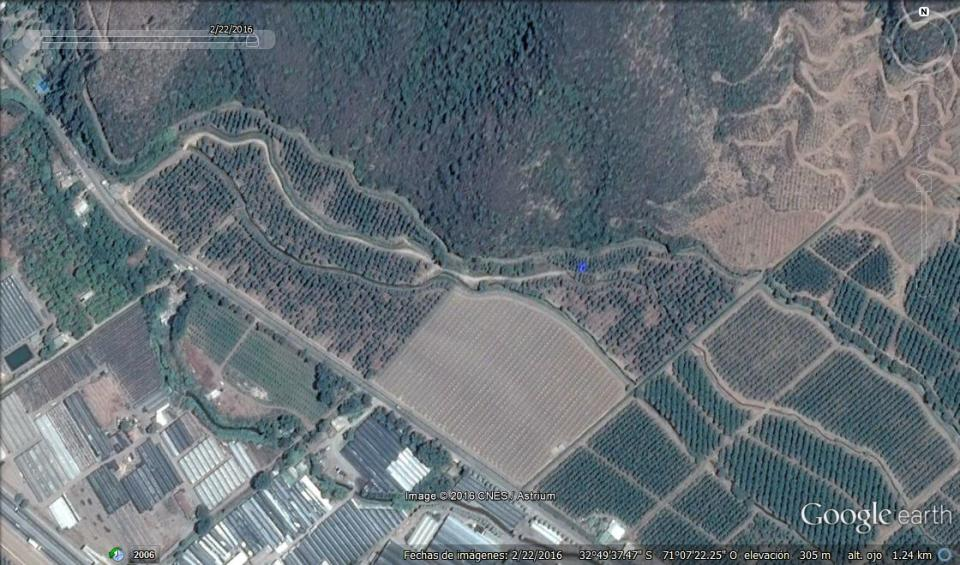 N
2/22/2016
Image © 2016 CNES / Astrium
Google earth
2006
Fechas de imágenes: 2/22/2016 32°49'37.47" S 71°07'22.25" O elevación 305 m alt. ojo 1.24 km